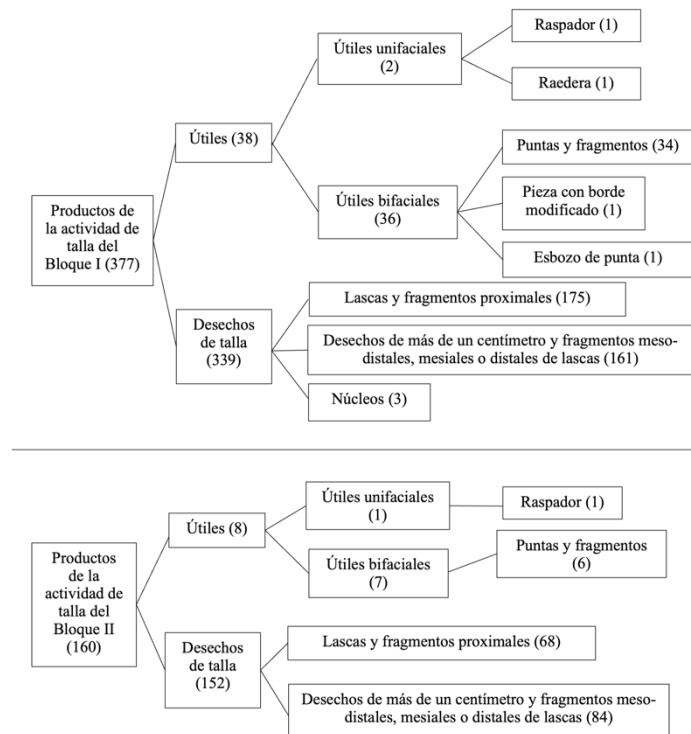 Productos de
la actividad de
talla del
Bloque I (377)
Útiles (38)
Útiles unifaciales
(2)
Raspador (1)
Raedera (1)
Útiles bifaciales
(36)
Puntas y fragmentos (34)
Pieza con borde
modificado (1)
Esbozo de punta (1)
Desechos
de talla
(339)
Lascas y fragmentos proximales (175)
Desechos de más de un centímetro y fragmentos meso-
distales, mesiales o distales de lascas (161)
Núcleos (3)
Productos
de la
actividad de
talla del
Bloque II
(160)
Útiles (8)
Útiles unifaciales
(1)
Raspador (1)
Útiles bifaciales
(7)
Puntas y fragmentos
(6)
Desechos
de talla
(152)
Lascas y fragmentos proximales (68)
Desechos de más de un centímetro y fragmentos meso-
distales, mesiales o distales de lascas (84)